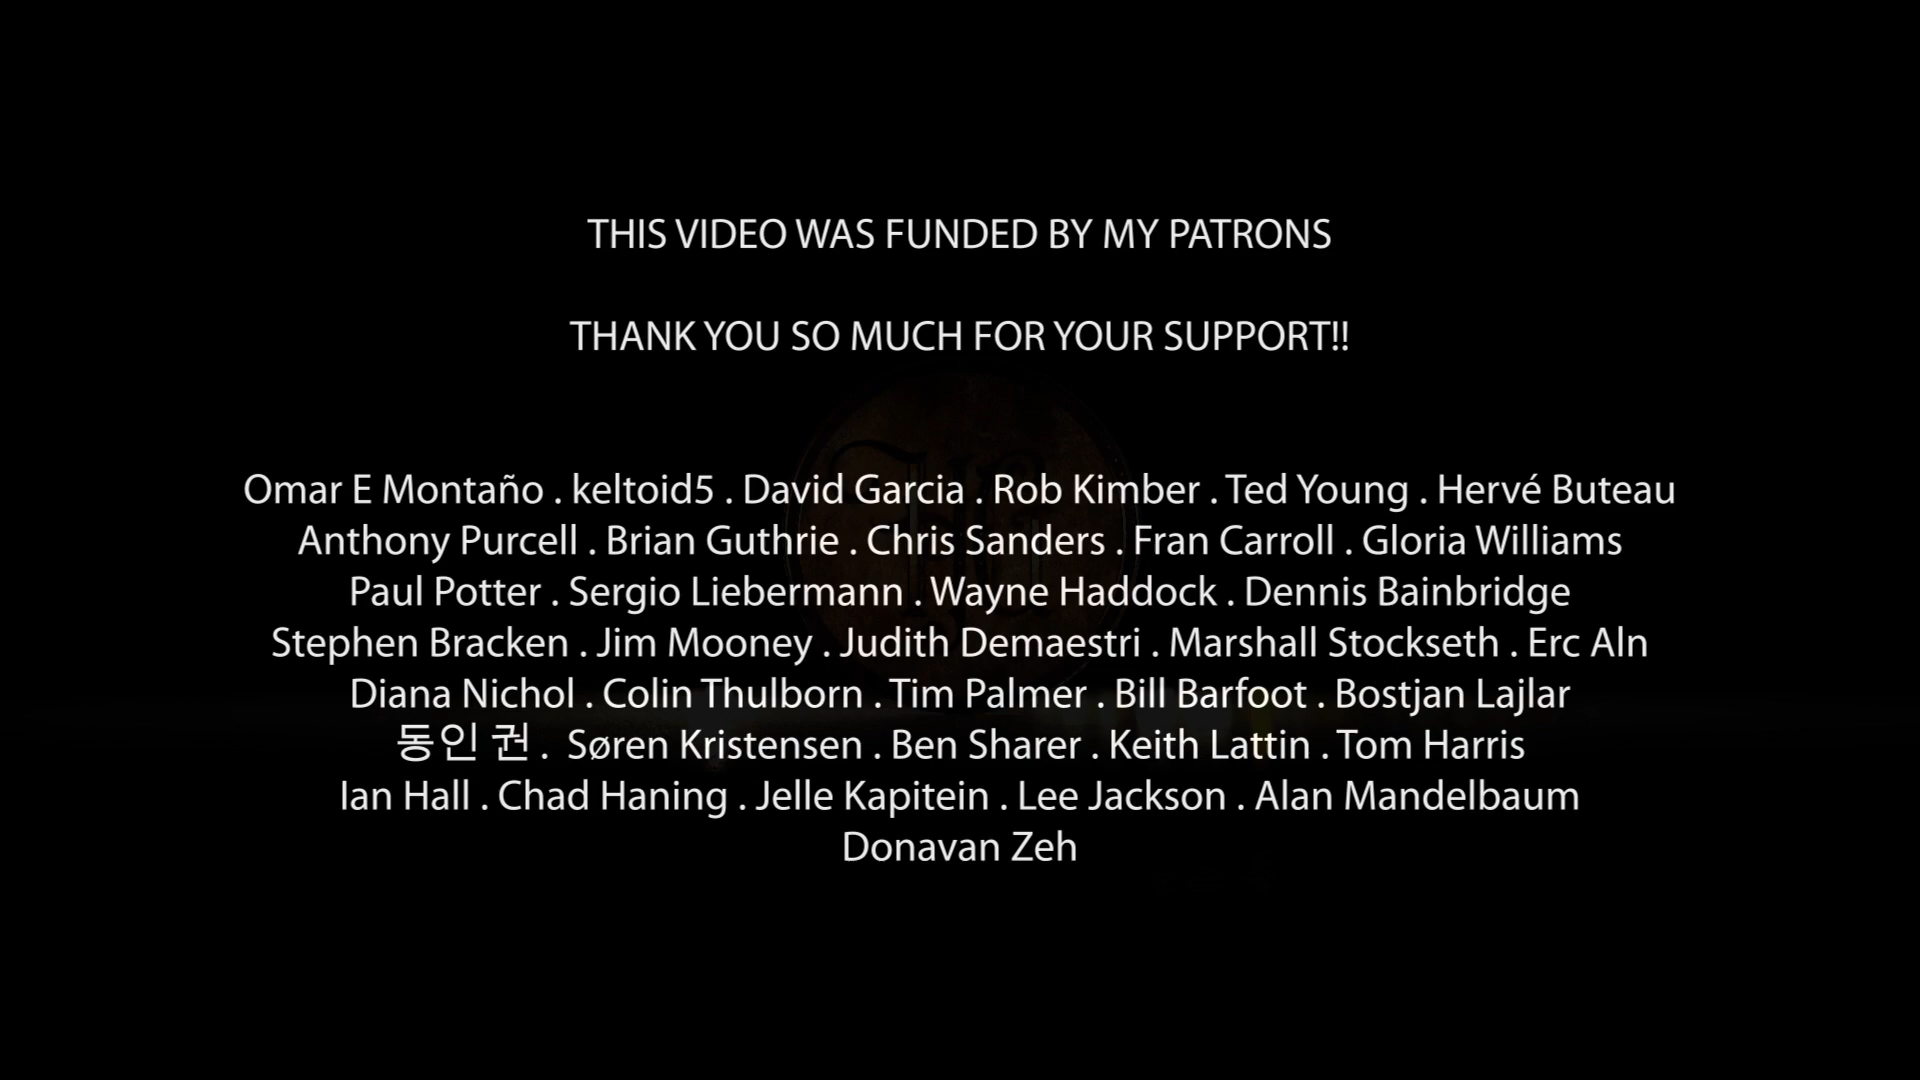 THIS VIDEO WAS FUNDED BY MY PATRONS
THANK YOU SO MUCH FOR YOUR SUPPORT!!
Omar E Montaño . keltoid5 . David Garcia . Rob Kimber . Ted Young . Hervé Buteau
Anthony Purcell . Brian Guthrie . Chris Sanders . Fran Carroll . Gloria Williams
Paul Potter . Sergio Liebermann . Wayne Haddock . Dennis Bainbridge
Stephen Bracken . Jim Mooney . Judith Demaestri . Marshall Stockseth . Erc Aln
Diana Nichol . Colin Thulborn . Tim Palmer . Bill Barfoot . Bostjan Lajlar
동인 권 .  Søren Kristensen . Ben Sharer . Keith Lattin . Tom Harris
Ian Hall . Chad Haning . Jelle Kapitein . Lee Jackson . Alan Mandelbaum
Donavan Zeh